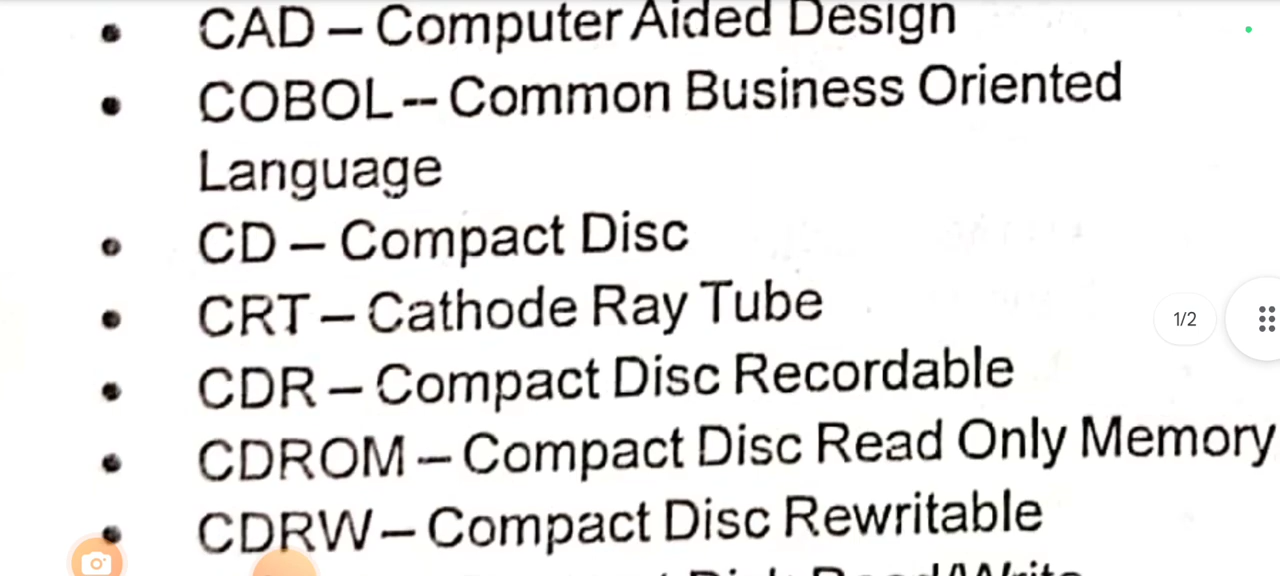 • CAD – Computer Aided Design
• COBOL -- Common Business Oriented
Language
• CD – Compact Disc
• CRT – Cathode Ray Tube
1/2
• CDR – Compact Disc Recordable
• CDROM – Compact Disc Read Only Memory
• CDRW – Compact Disc Rewritable